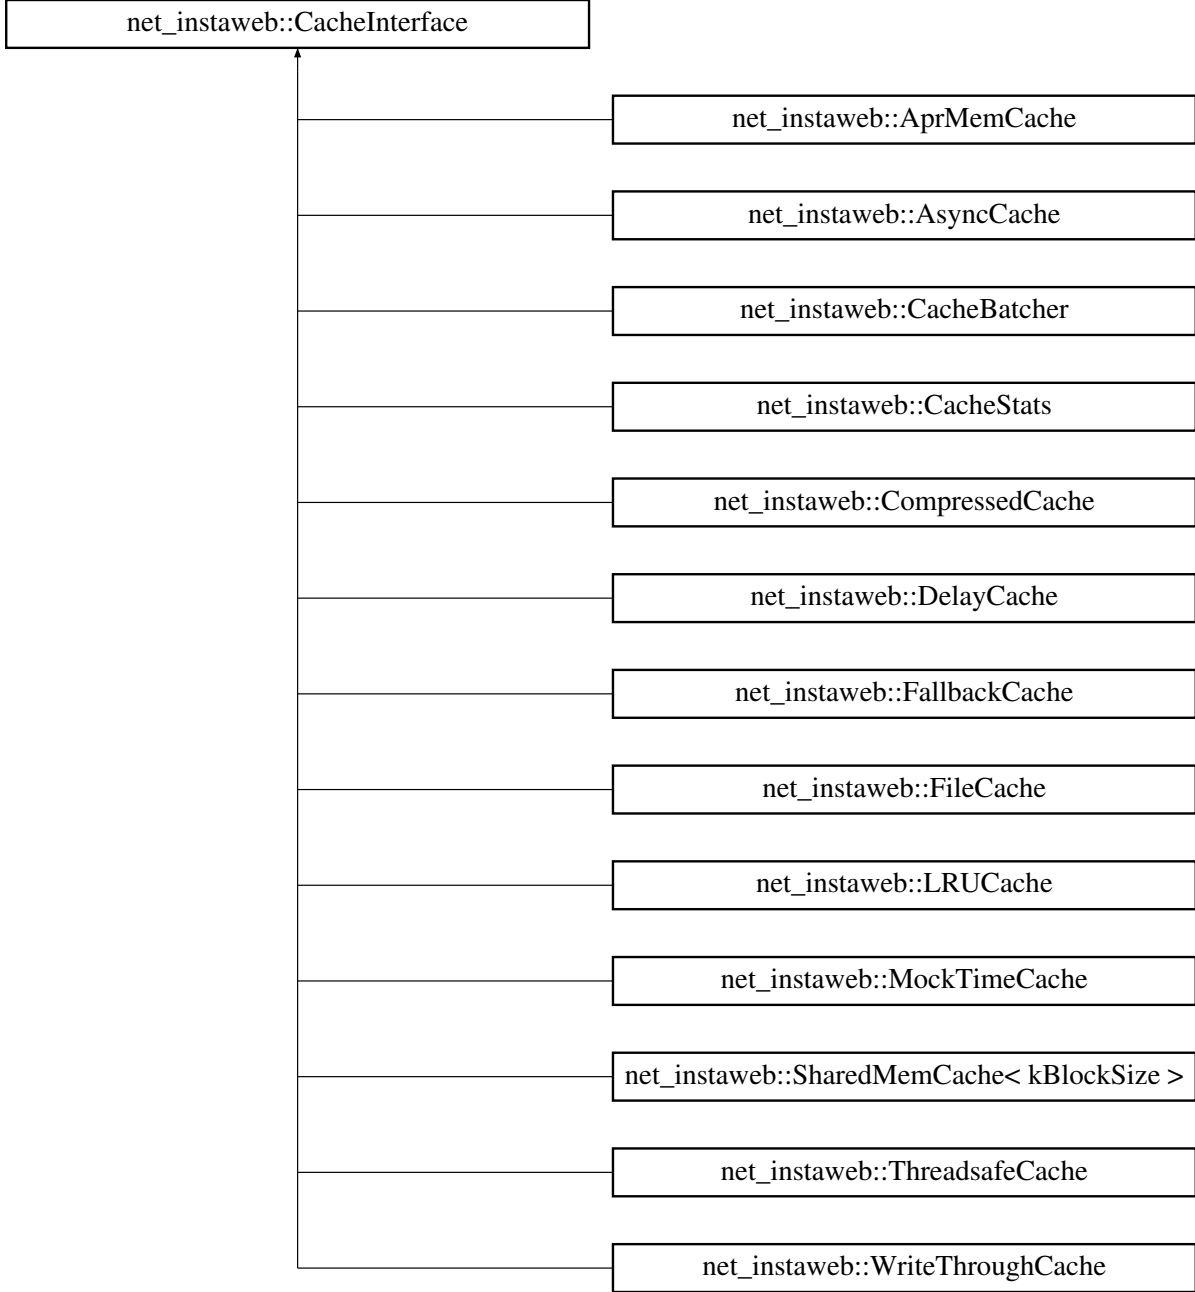 net_instaweb::CacheInterface
net_instaweb::AprMemCache
net_instaweb::AsyncCache
net_instaweb::CacheBatcher
net_instaweb::CacheStats
net_instaweb::CompressedCache
net_instaweb::DelayCache
net_instaweb::FallbackCache
net_instaweb::FileCache
net_instaweb::LRUCache
net_instaweb::MockTimeCache
net_instaweb::SharedMemCache< kBlockSize >
net_instaweb::ThreadsafeCache
net_instaweb::WriteThroughCache